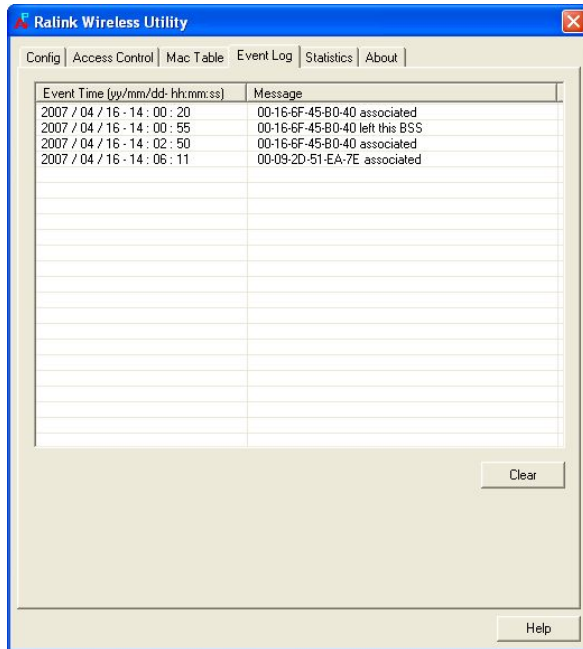 Ralink Wireless Utility
Config Access Control Mac Table Event Log Statistics About
Event Time (yy/mm/dd- hh:mm:ss) Message
2007 / 04 / 16 - 14 : 00 : 20 00-16-6F-45-B0-40 associated
2007 / 04 / 16 - 14 : 00 : 55 00-16-6F-45-B0-40 left this BSS
2007 / 04 / 16 - 14 : 02 : 50 00-16-6F-45-B0-40 associated
2007 / 04 / 16 - 14 : 06 : 11 00-09-2D-51-EA-7E associated
Clear
Help